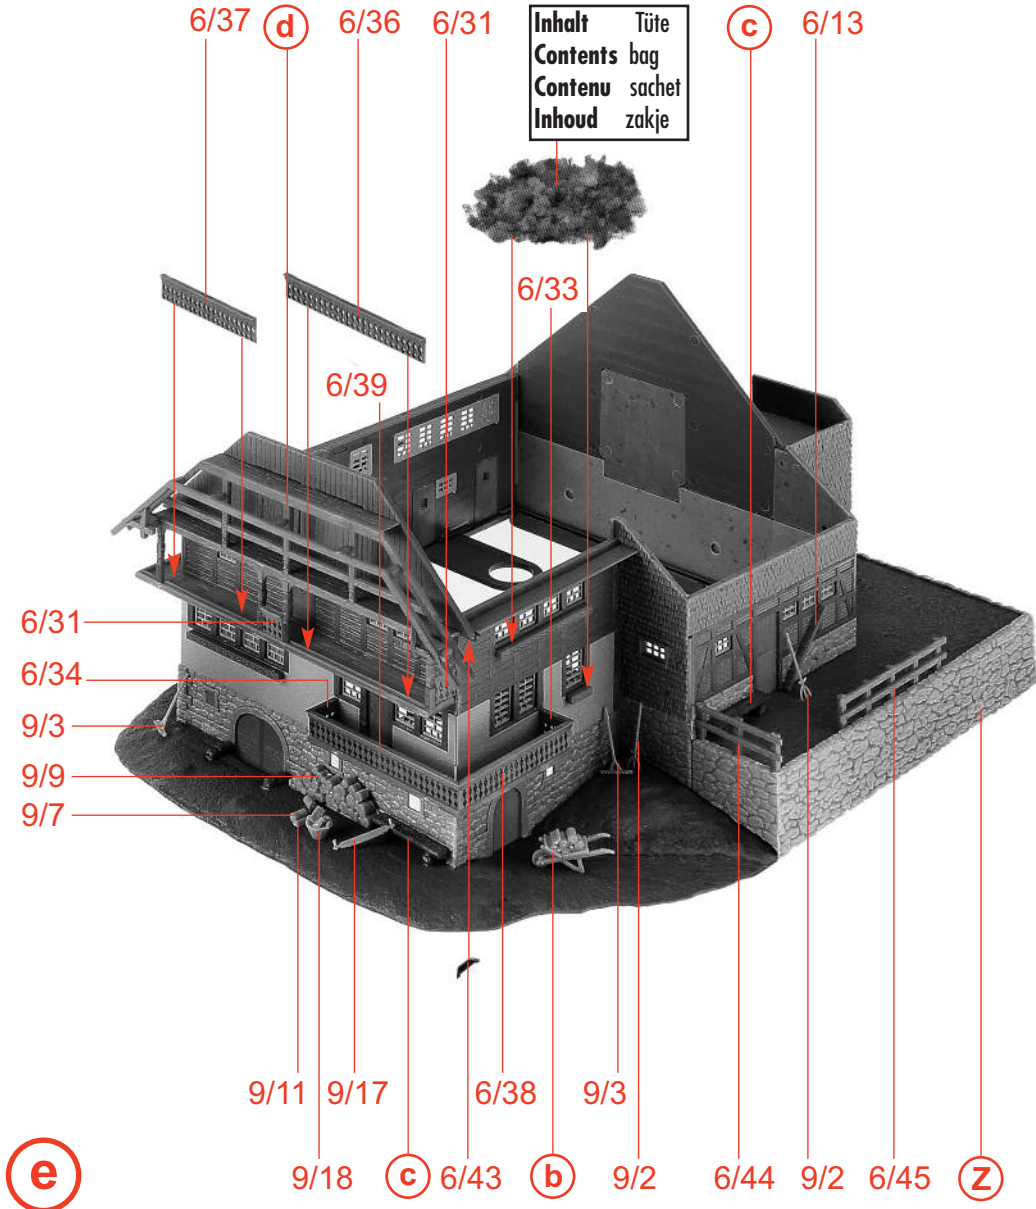 6/37 d 6/36 6/31 c 6/13
Inhalt Tüte
Contents bag
Contenu sachet
Inhoud zakje
6/33
6/39
6/31
6/34
9/3
9/9
9/7
9/11 9/17 6/38 9/3
e 9/18 c 6/43 b 9/2 6/44 9/2 6/45 Z